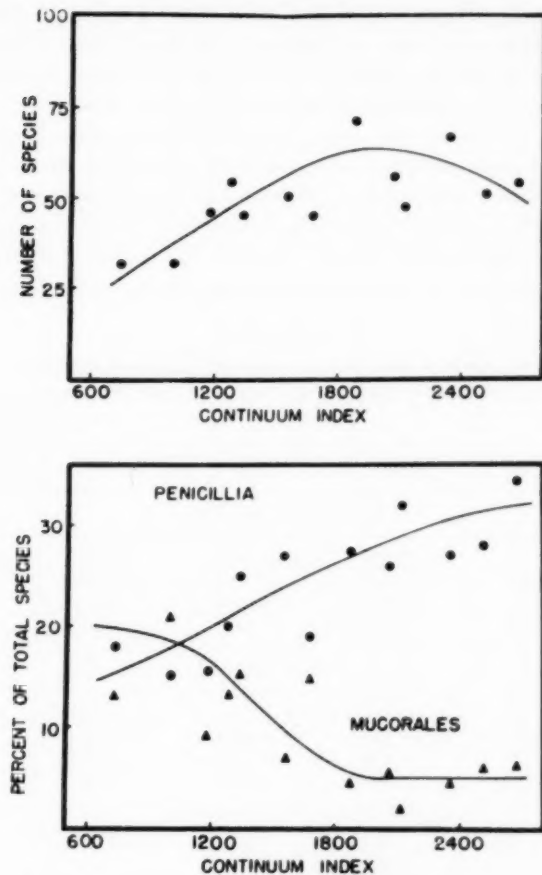 100
75
50
25
NUMBER OF SPECIES
600 1200 1800 2400
CONTINUUM INDEX
PENICILLIA
30
20
10
PERCENT OF TOTAL SPECIES
MUCORALES
600 1200 1800 2400
CONTINUUM INDEX